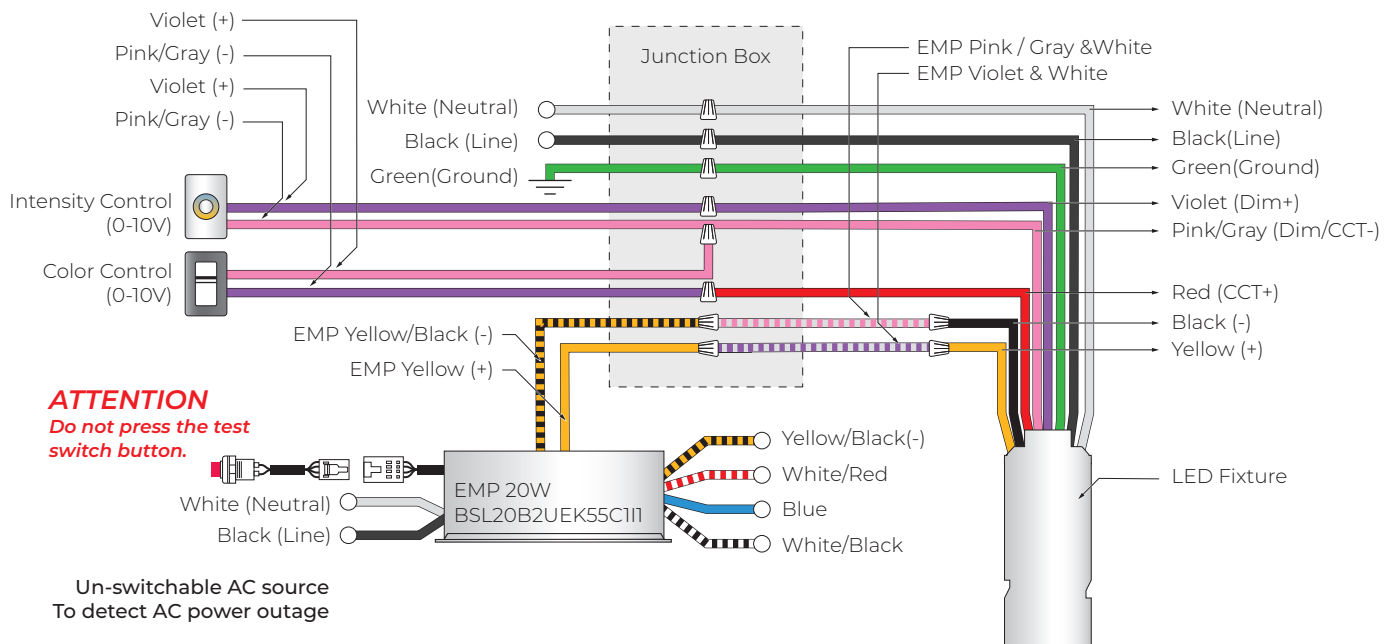 Violet (+)
Pink/Gray (-)
Violet (+)
Pink/Gray (-)
Junction Box
EMP Pink / Gray &White
EMP Violet & White
White (Neutral)
Black (Line)
Green(Ground)
White (Neutral)
Black(Line)
Green(Ground)
Violet (Dim+)
Pink/Gray (Dim/CCT-)
Red (CCT+)
Black (-)
Yellow (+)
Intensity Control
(0-10V)
Color Control
(0-10V)
EMP Yellow/Black (-)
EMP Yellow (+)
ATTENTION
Do not press the test
switch button.
White (Neutral)
Black (Line)
EMP 20W
BSL20B2UEK55C1I1
Yellow/Black(-)
White/Red
Blue
White/Black
LED Fixture
Un-switchable AC source
To detect AC power outage